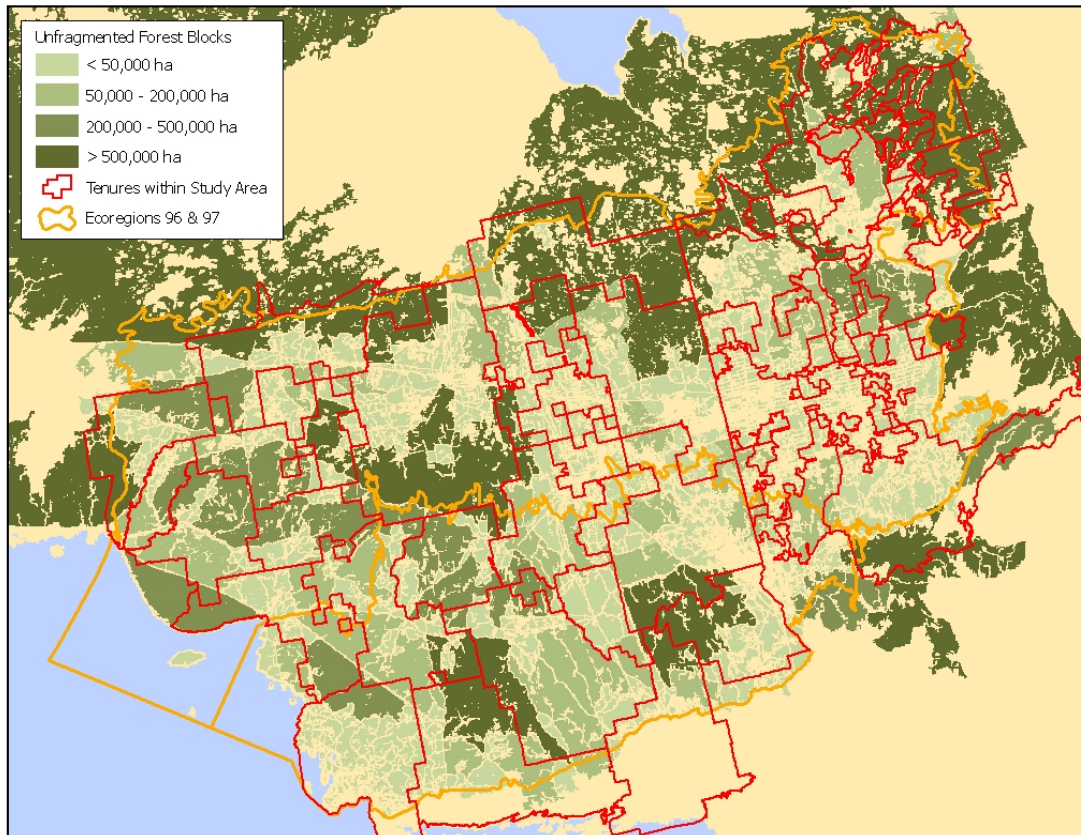 Unfragmented Forest Blocks
< 50,000 ha
50,000 - 200,000 ha
200,000 - 500,000 ha
> 500,000 ha
Tenures within Study Area
Ecoregions 96 & 97